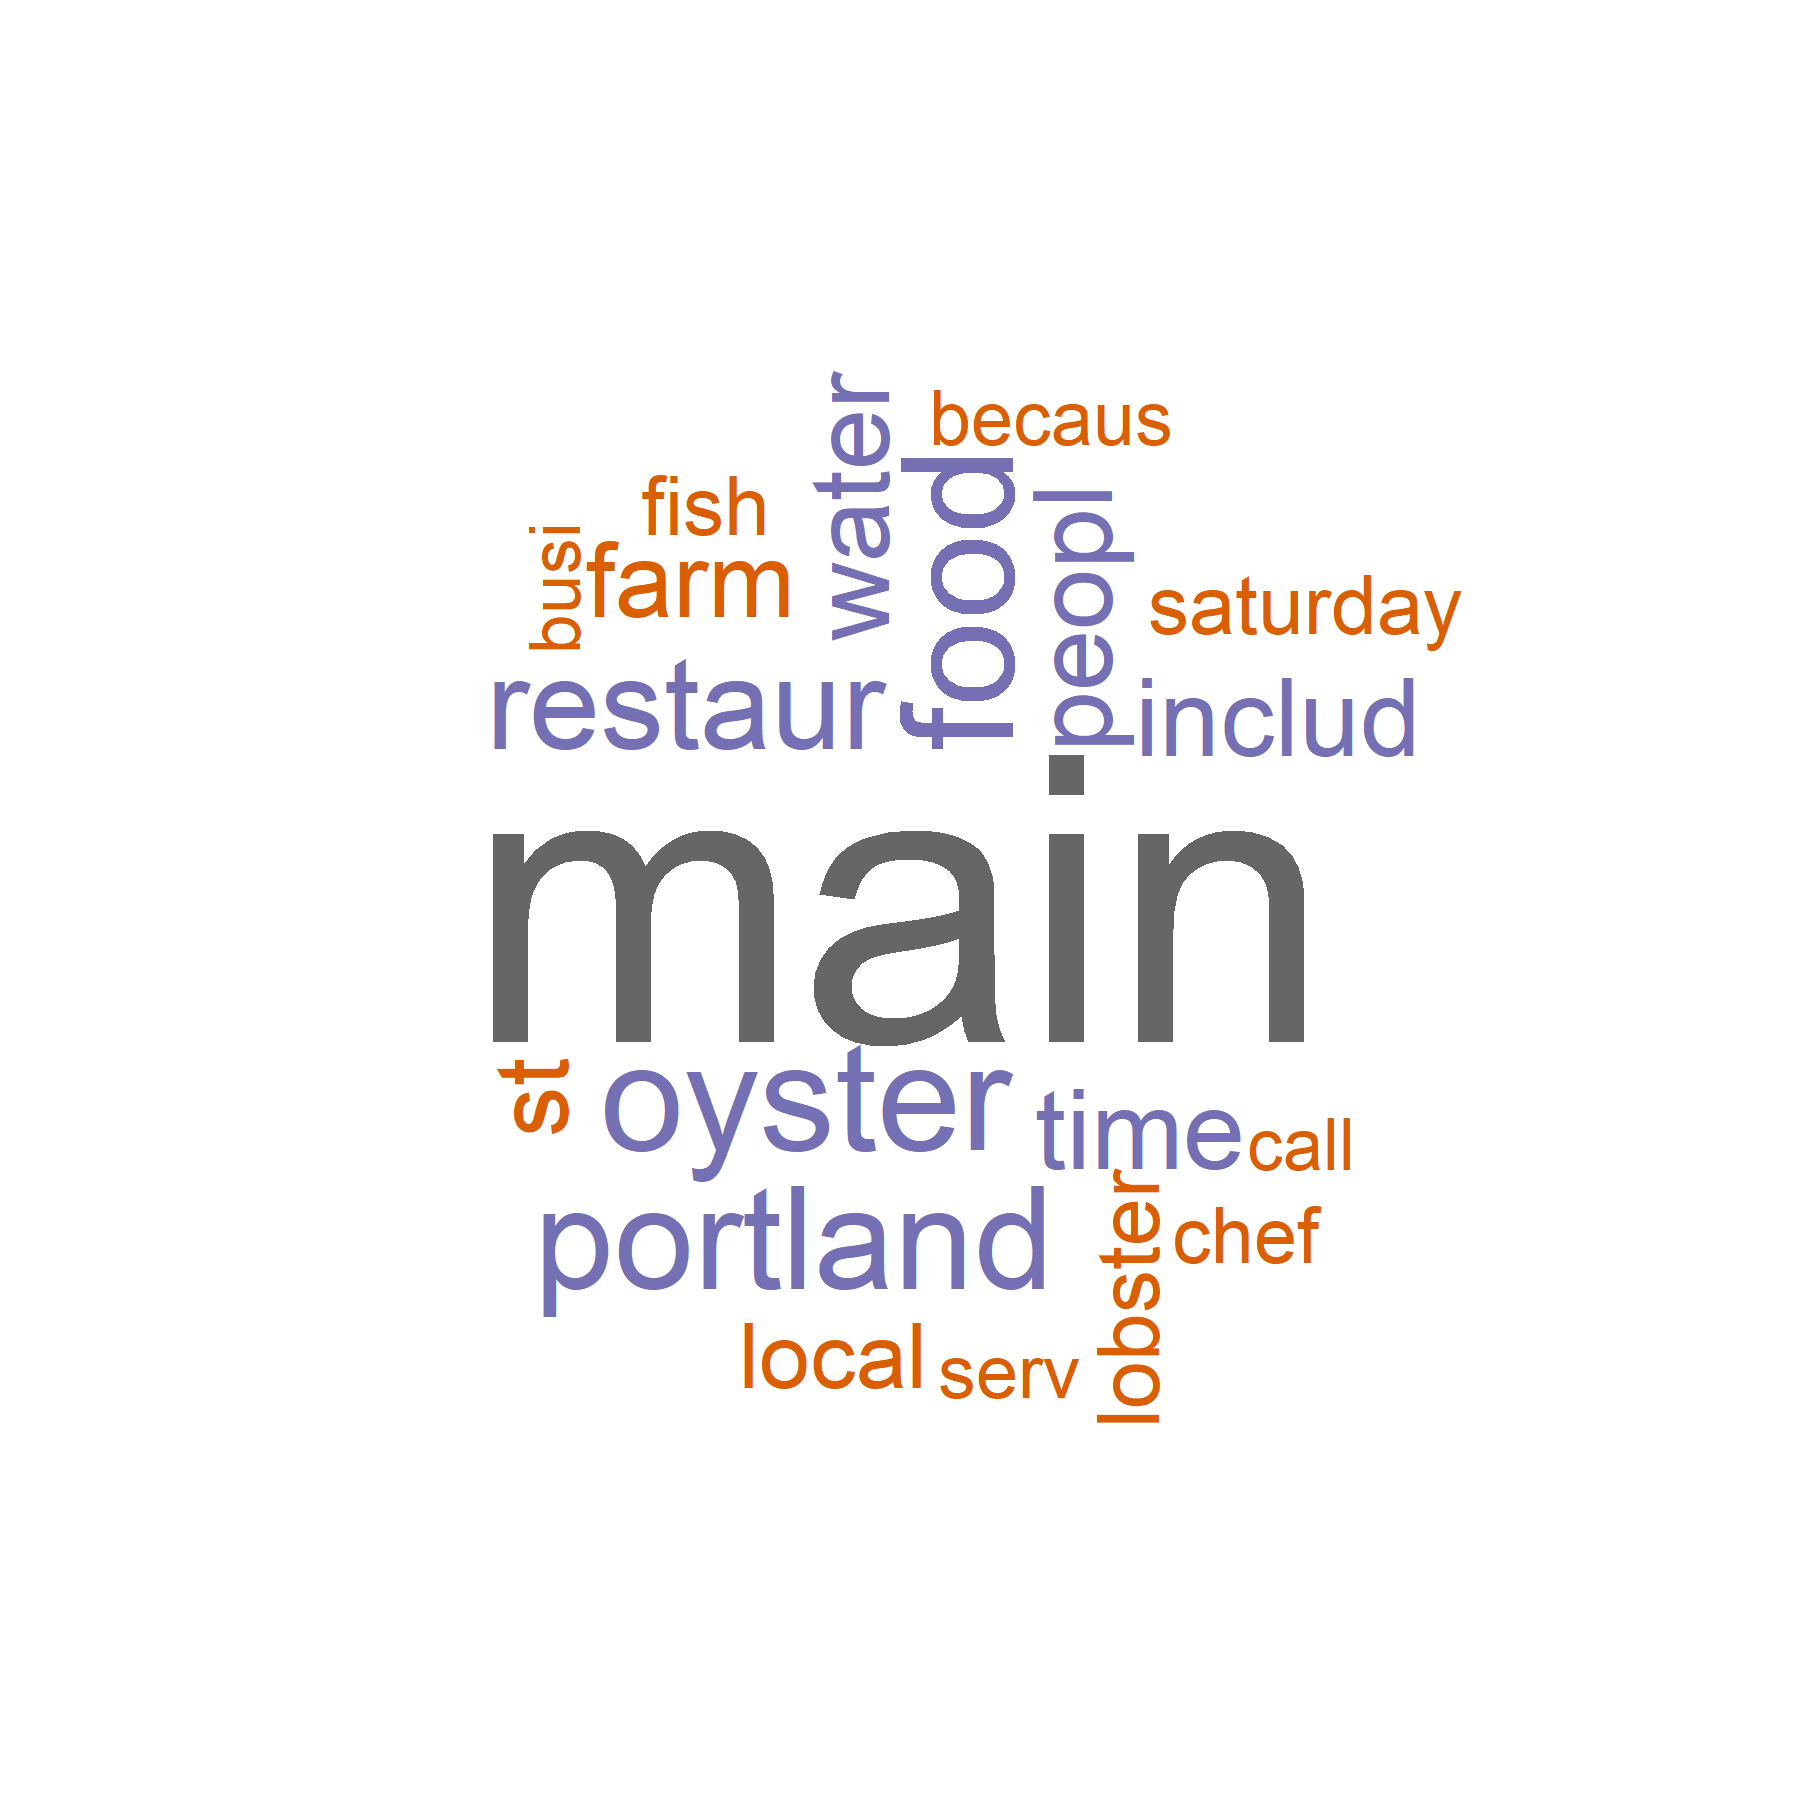 becaus
water
food
fish
peopl
busi
farm
saturday
restaur
includ
main
st
oyster
time
call
portland
lobster
chef
local
serv